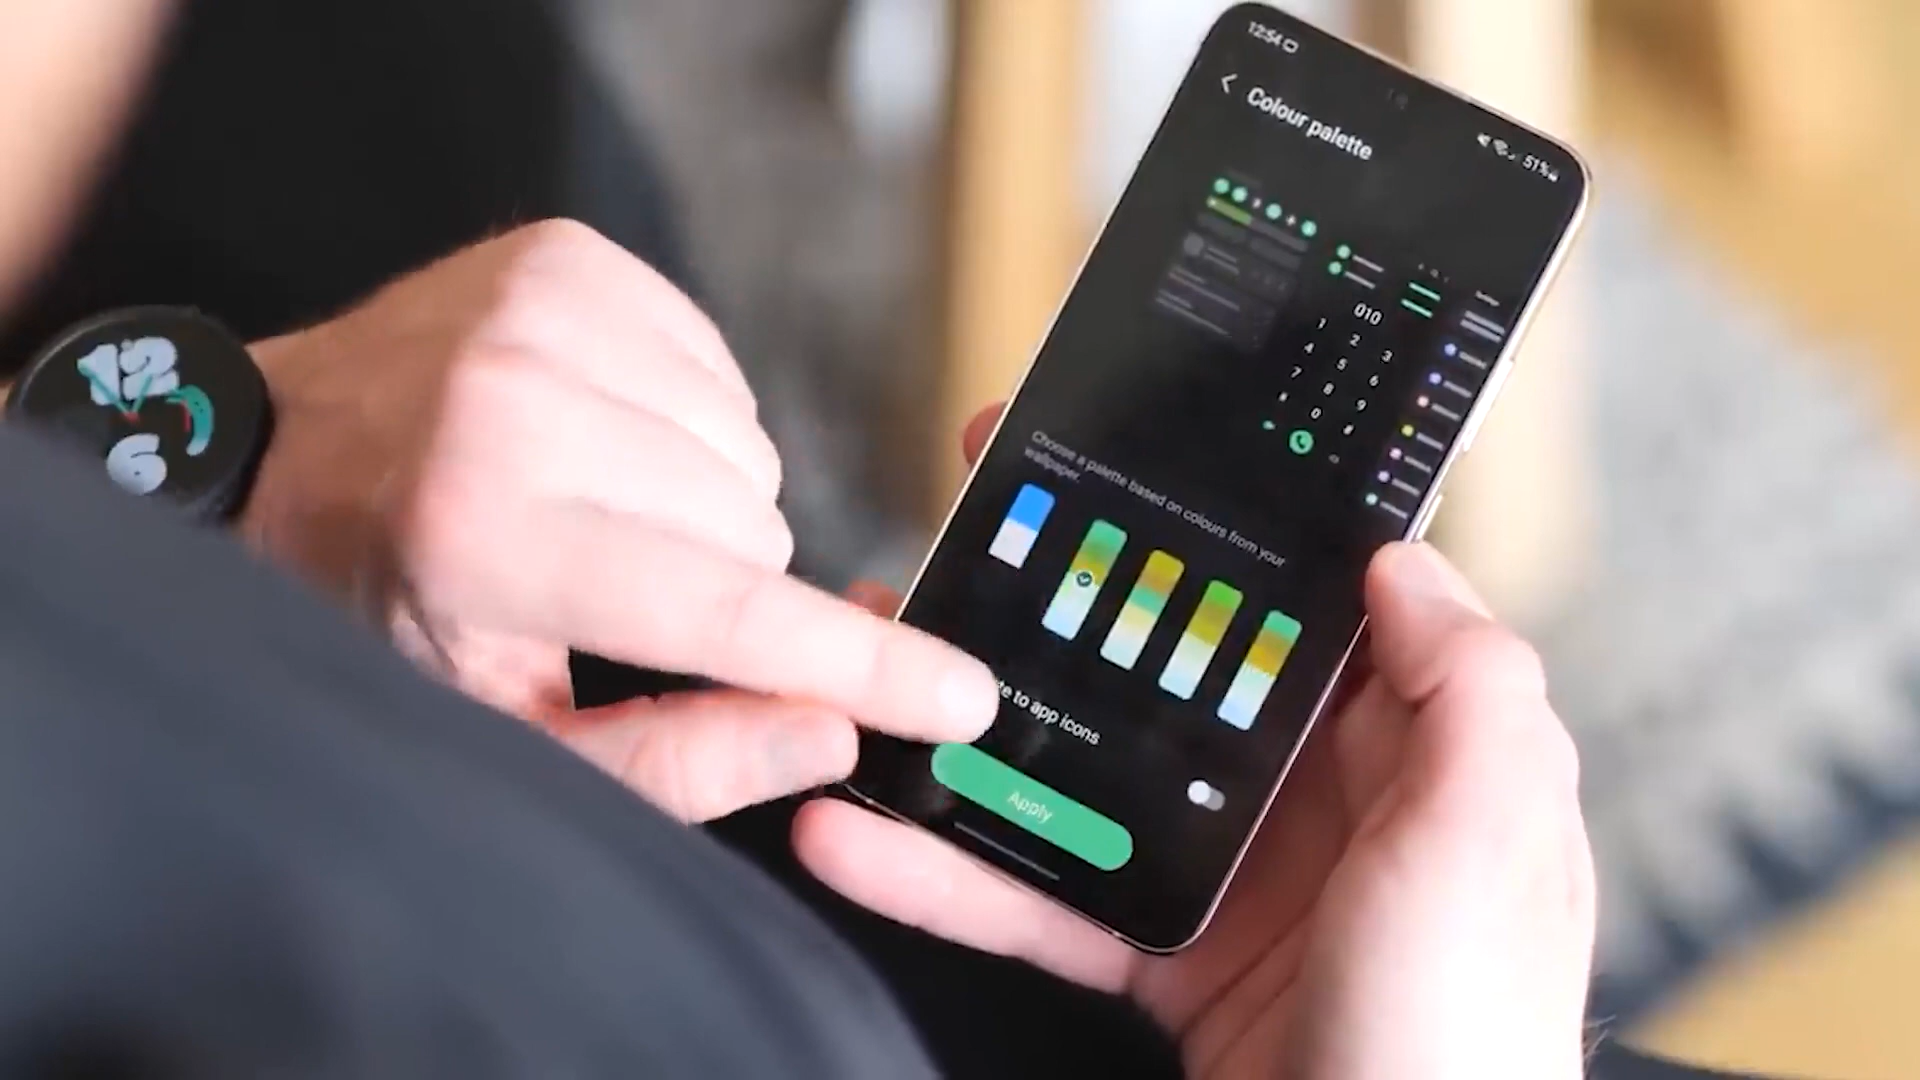 12:54
51%
Colour palette
010
1 2 3
4 5 6
7 8 9
* 0 #
Choose a palette based on colours from your
wallpaper.
to app icons
Apply
12
6